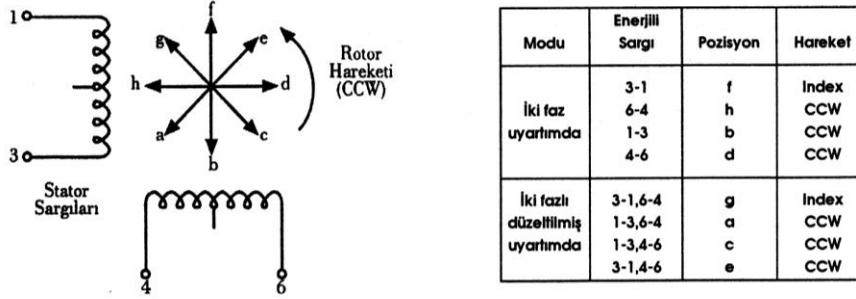 1
3
Stator
Sargıları
f
g
e
h
d
a
c
b
Rotor
Hareketi
(CCW)
4
6
Modu
Enerjili
Sargı
Pozisyon
Hareket
İki faz
uyartımda
3-1 f Index
6-4 h CCW
1-3 b CCW
4-6 d CCW
İki fazlı
düzeltilmiş
uyartımda
3-1,6-4 g Index
1-3,6-4 a CCW
1-3,4-6 c CCW
3-1,4-6 e CCW